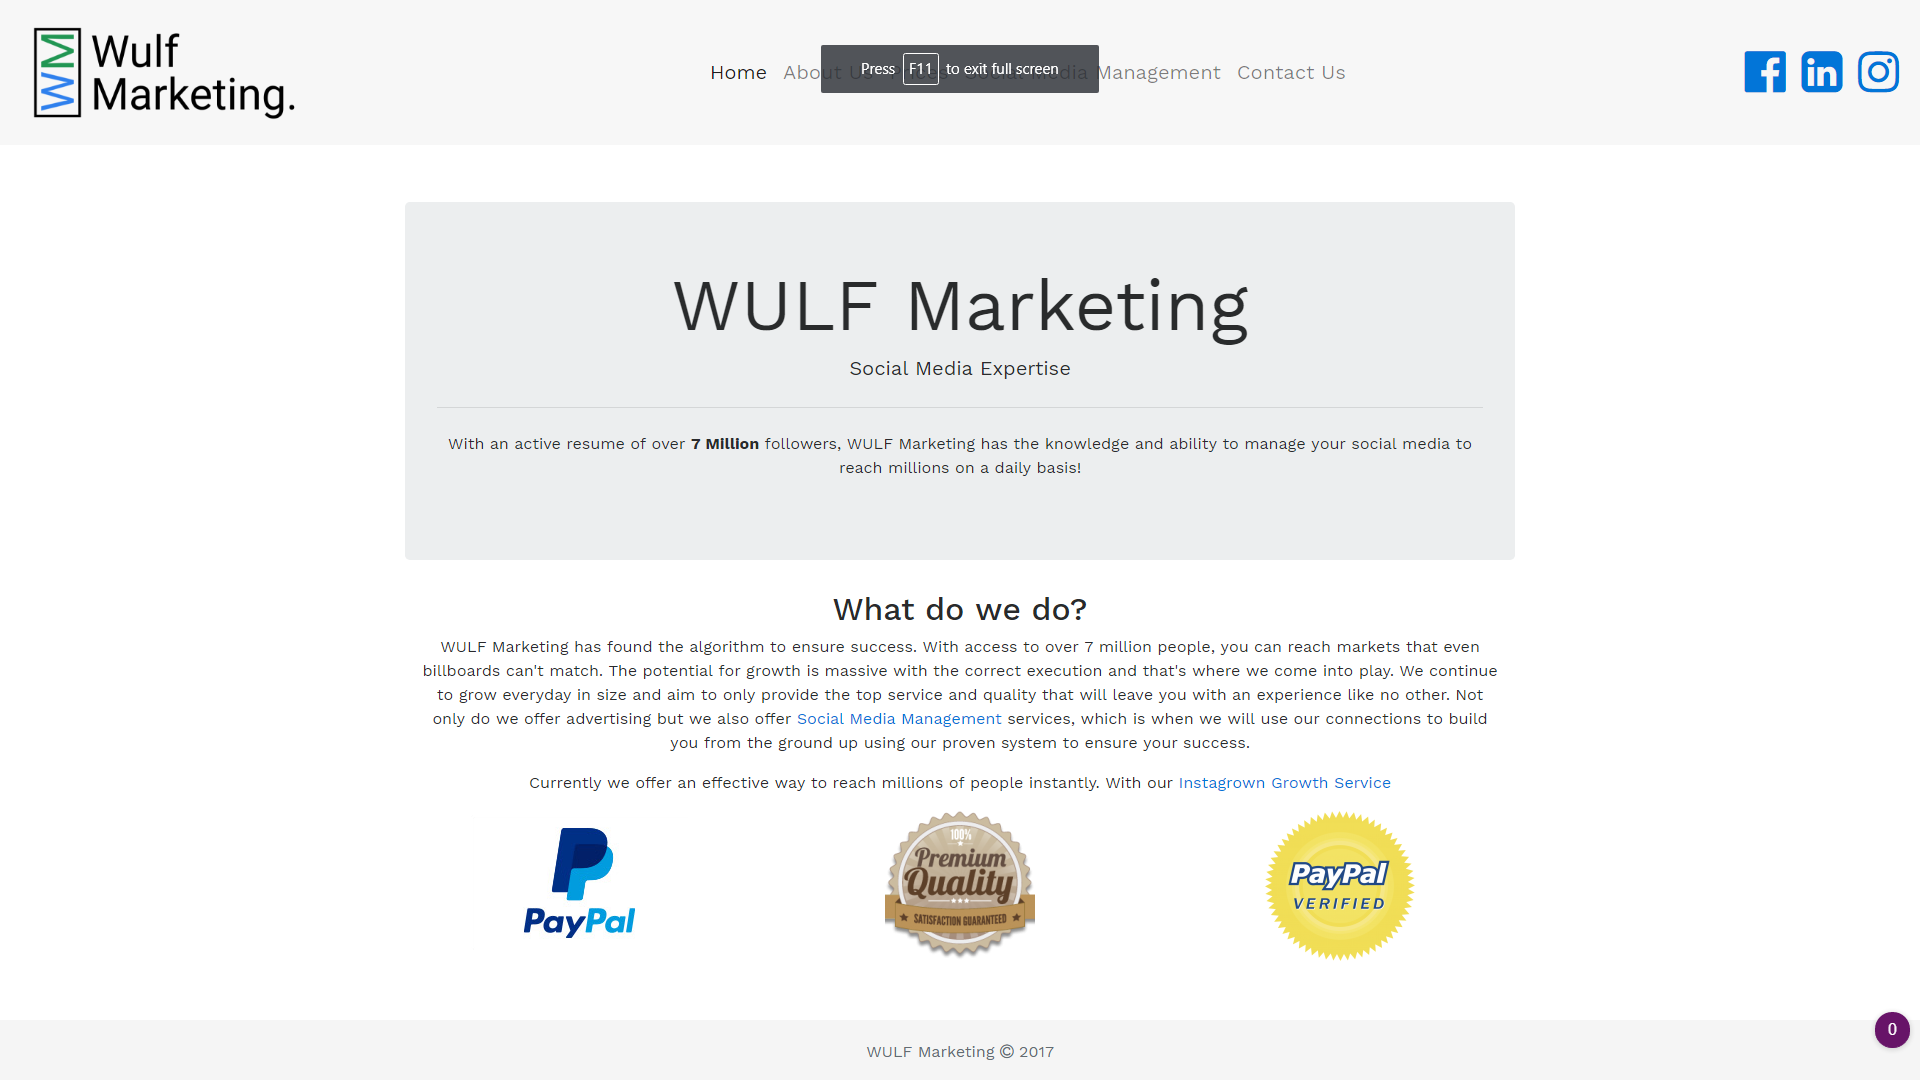 WM Wulf
Marketing.
Home About Us Social Media Management Contact Us
Press F11 to exit full screen
WULF Marketing
Social Media Expertise
With an active resume of over 7 Million followers, WULF Marketing has the knowledge and ability to manage your social media to
reach millions on a daily basis!
What do we do?
WULF Marketing has found the algorithm to ensure success. With access to over 7 million people, you can reach markets that even
billboards can't match. The potential for growth is massive with the correct execution and that's where we come into play. We continue
to grow everyday in size and aim to only provide the top service and quality that will leave you with an experience like no other. Not
only do we offer advertising but we also offer Social Media Management services, which is when we will use our connections to build
you from the ground up using our proven system to ensure your success.
Currently we offer an effective way to reach millions of people instantly. With our Instagrown Growth Service
PayPal
100%
Premium
Quality
SATISFACTION GUARANTEED
PayPal
VERIFIED
WULF Marketing © 2017
0